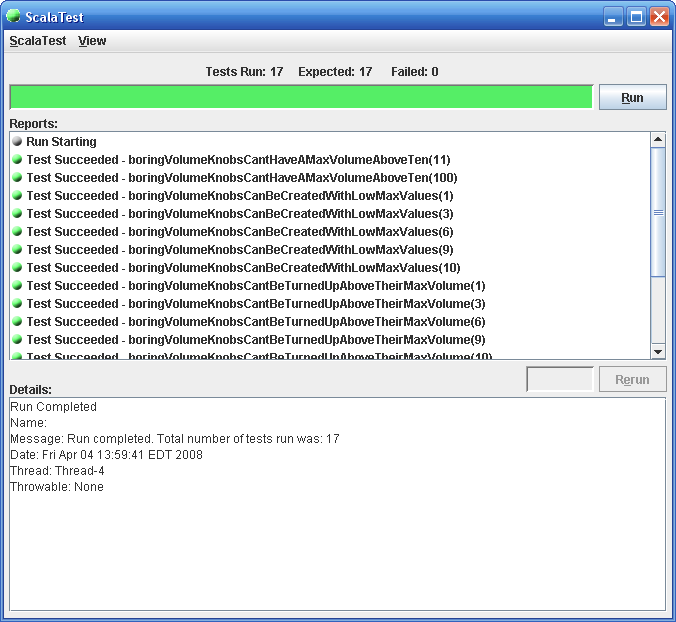 ScalaTest
ScalaTest View
Tests Run: 17 Expected: 17 Failed: 0
Run
Reports:
Run Starting
Test Succeeded - boringVolumeKnobsCantHaveAMaxVolumeAboveTen(11)
Test Succeeded - boringVolumeKnobsCantHaveAMaxVolumeAboveTen(100)
Test Succeeded - boringVolumeKnobsCanBeCreatedWithLowMaxValues(1)
Test Succeeded - boringVolumeKnobsCanBeCreatedWithLowMaxValues(3)
Test Succeeded - boringVolumeKnobsCanBeCreatedWithLowMaxValues(6)
Test Succeeded - boringVolumeKnobsCanBeCreatedWithLowMaxValues(9)
Test Succeeded - boringVolumeKnobsCanBeCreatedWithLowMaxValues(10)
Test Succeeded - boringVolumeKnobsCantBeTurnedUpAboveTheirMaxVolume(1)
Test Succeeded - boringVolumeKnobsCantBeTurnedUpAboveTheirMaxVolume(3)
Test Succeeded - boringVolumeKnobsCantBeTurnedUpAboveTheirMaxVolume(6)
Test Succeeded - boringVolumeKnobsCantBeTurnedUpAboveTheirMaxVolume(9)
Test Succeeded - boringVolumeKnobsCantBeTurnedUpAboveTheirMaxVolume(10)
Rerun
Details:
Run Completed
Name:
Message: Run completed. Total number of tests run was: 17
Date: Fri Apr 04 13:59:41 EDT 2008
Thread: Thread-4
Throwable: None